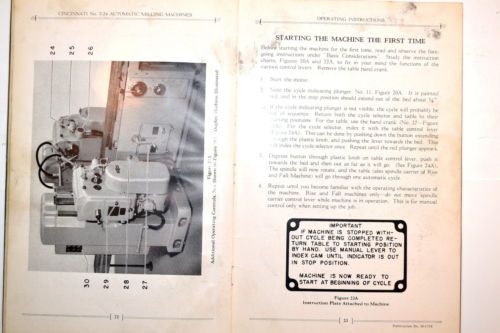 CINCINNATI No. 2-24 AUTOMATIC MILLING MACHINES
24
25
26
30
29
28
27
Figure 22A
22
OPERATING INSTRUCTIONS
STARTING THE MACHINE THE FIRST TIME
Before starting the machine for the first time, read and observe the fore-
going instructions under "Basic Considerations". Study the instruction
charts, Figures 20A and 22A, to fix in your mind the functions of the
various control levers. Remove the table hand crank.
1. Start the motor.
2. Note the cycle indicating plunger No. 11, Figure 20A. It is painted
red, and in the stop position should extend out of the bed about
3. If the cycle indicating plunger is not visible, the cycle will probably be
out of sequence. Return both the cycle selector and table to their
starting positions. For the table, use the hand crank (No. 27
For the cycle selector, index it with the table control lever
Figure 24A). This can be done by pushing down the button extending
through the plastic knob, and pushing the lever towards the bed. This
will index the cycle selector once. Repeat until the red plunger appears.
Depress button through plastic knob on table control lever, push it
towards the bed, and then out as far as it will go. (See Figure 24A).
The spindle will now rotate, and the table (also spindle carrier of Rise
and Fall Machine) will go through one automatic cycle.
Repeat until you become familiar with the operating characteristics of
the machine. Rise and Fall machines only—do not move spindle
carrier control lever while machine is in operation. This is for manual
control only when setting up the job.
IMPORTANT
IF MACHINE IS STOPPED WITH-
OUT CYCLE BEING COMPLETED RE-
TURN TABLE TO STARTING POSITION
BY HAND. USE MANUAL LEVER TO
INDEX CAM UNTIL INDICATOR IS OUT
IN STOP POSITION.
MACHINE IS NOW READY TO
START AT BEGINNING OF CYCLE
Figure 23A
Instruction Plate Attached to Machine
23